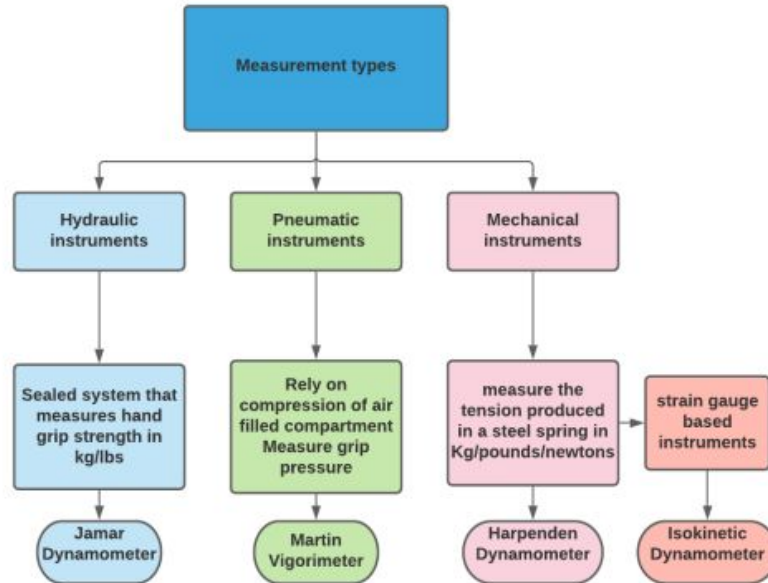 Measurement types
Hydraulic
instruments
Pneumatic
instruments
Mechanical
instruments
Sealed system that
measures hand
grip strength in
kg/lbs
Rely on
compression of air
filled compartment
Measure grip
pressure
measure the
tension produced
in a steel spring in
Kg/pounds/newtons
strain gauge
based
instruments
Jamar
Dynamometer
Martin
Vigorimeter
Harpenden
Dynamometer
Isokinetic
Dynamometer